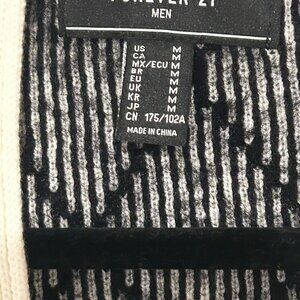 FOREVER 21
MEN
US M
CA M
MX/ECU M
BR M
EU M
UK M
KR M
JP M
CN 175/102A
MADE IN CHINA